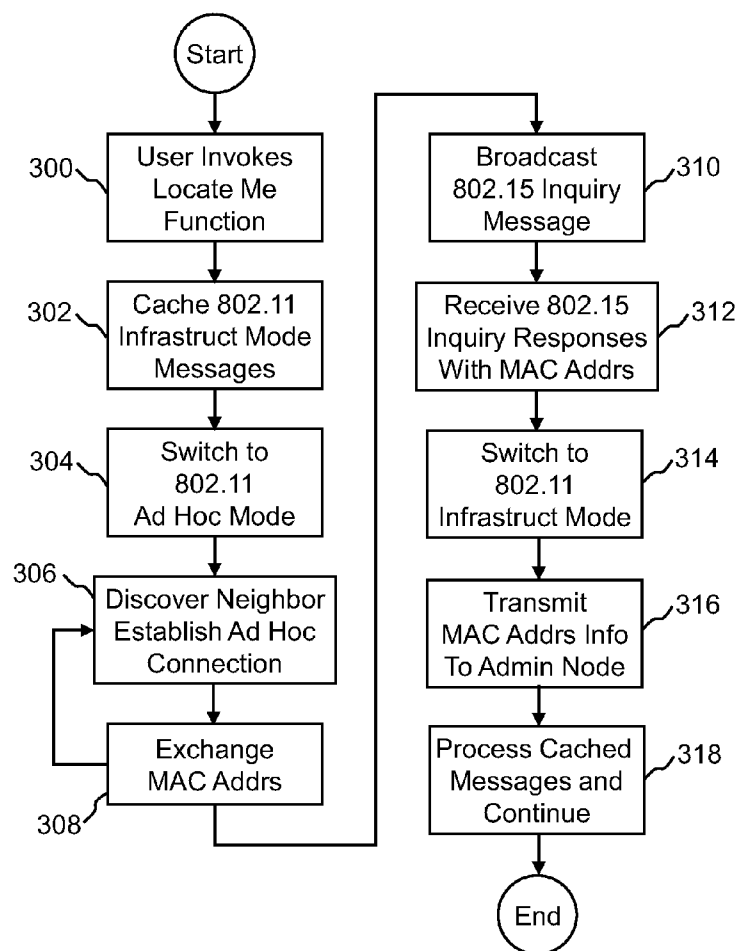 Start
300
User Invokes
Locate Me
Function
302
Cache 802.11
Infrastruct Mode
Messages
304
Switch to
802.11
Ad Hoc Mode
306
Discover Neighbor
Establish Ad Hoc
Connection
Exchange
MAC Addrs
308
Broadcast
802.15 Inquiry
Message
310
Receive 802.15
Inquiry Responses
With MAC Addrs
312
Switch to
802.11
Infrastruct Mode
314
Transmit
MAC Addrs Info
To Admin Node
316
Process Cached
Messages and
Continue
318
End